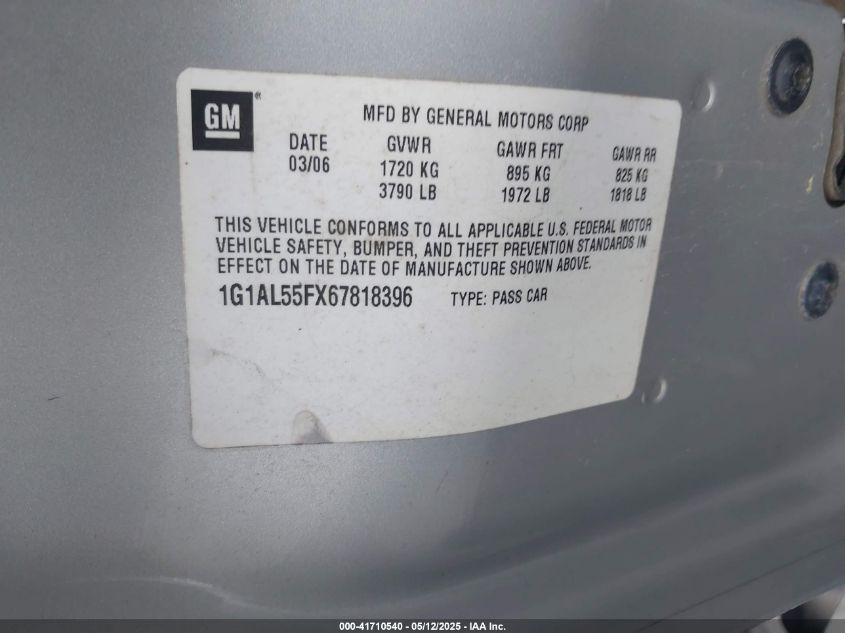 GM
MFD BY GENERAL MOTORS CORP
DATE GVWR GAWR FRT GAWR RR
03/06 1720 KG 895 KG 825 KG
3790 LB 1972 LB 1818 LB
THIS VEHICLE CONFORMS TO ALL APPLICABLE U.S. FEDERAL MOTOR
VEHICLE SAFETY, BUMPER, AND THEFT PREVENTION STANDARDS IN
EFFECT ON THE DATE OF MANUFACTURE SHOWN ABOVE.
1G1AL55FX67818396 TYPE: PASS CAR
000-41710540 - 05/12/2025 - IAA Inc.